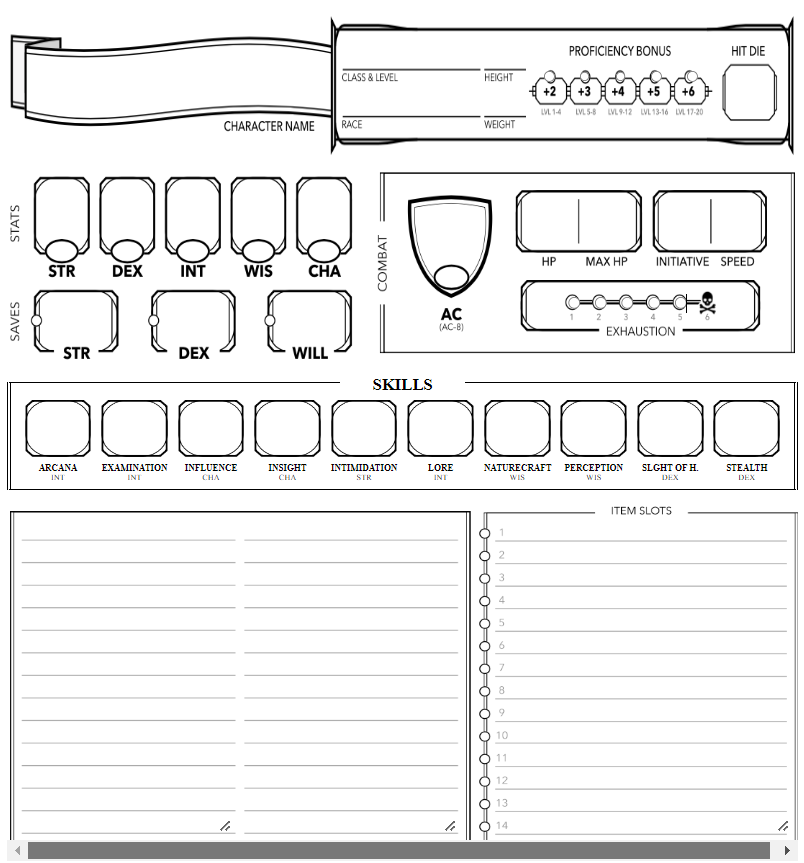 PROFICIENCY BONUS
HIT DIE
CLASS & LEVEL
HEIGHT
+2 +3 +4 +5 +6
LVL 1-4 LVL 5-8 LVL 9-12 LVL 13-16 LVL 17-20
CHARACTER NAME
RACE
WEIGHT
STATS
STR DEX INT WIS CHA
SAVES
STR DEX WILL
COMBAT
AC
(AC-8)
HP MAX HP INITIATIVE SPEED
1 2 3 4 5 6
EXHAUSTION
SKILLS
ARCANA EXAMINATION INFLUENCE INSIGHT INTIMIDATION LORE NATURECRAFT PERCEPTION SLGHT OF H. STEALTH
INT INT CHA CHA STR INT WIS WIS DEX DEX
ITEM SLOTS
1
2
3
4
5
6
7
8
9
10
11
12
13
14